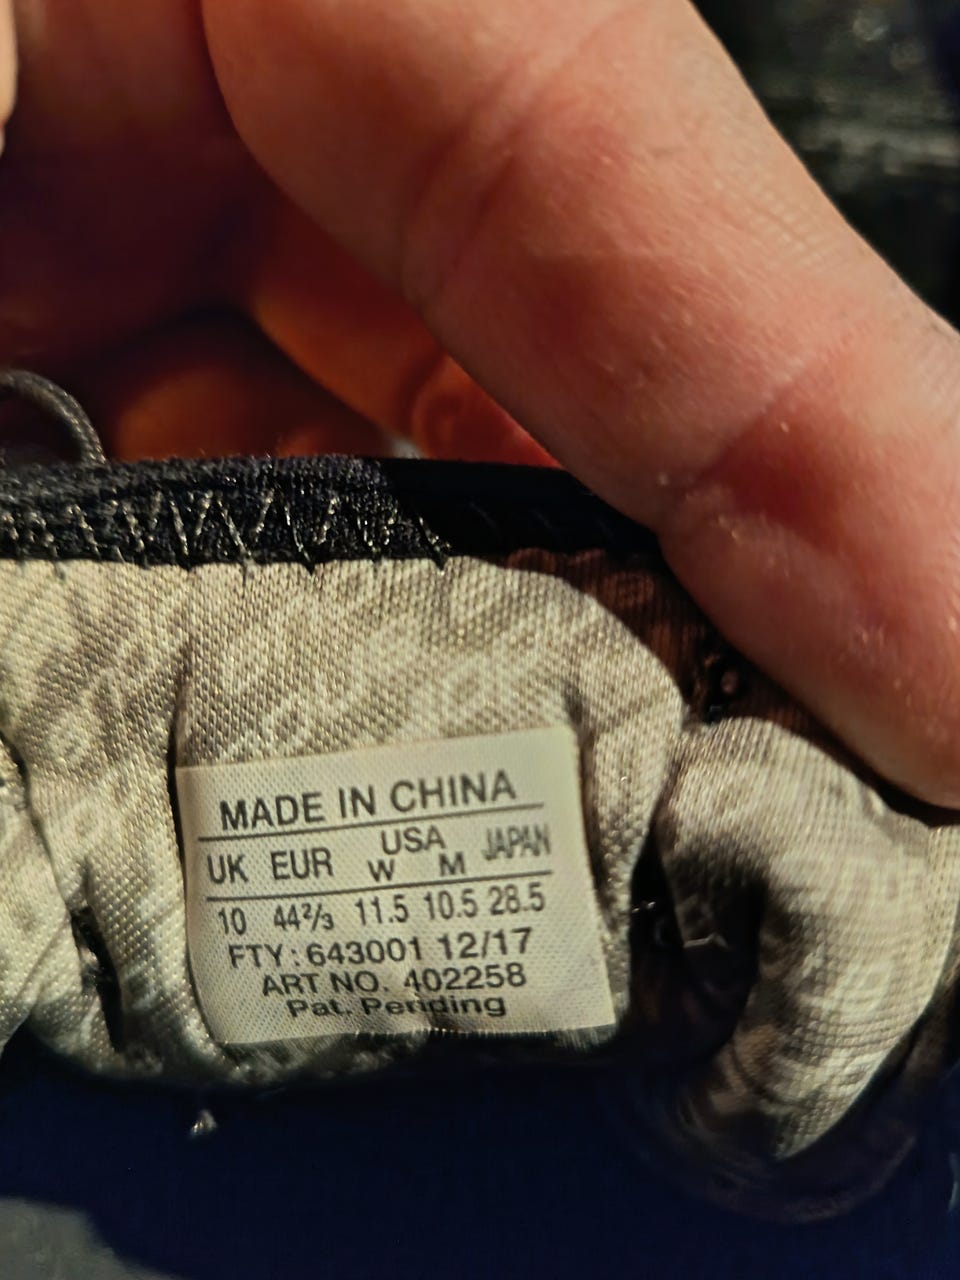 MADE IN CHINA
UK EUR USA JAPAN
W M
10 44⅔ 11.5 10.5 28.5
FTY: 643001 12/17
ART NO. 402258
Pat. Pending